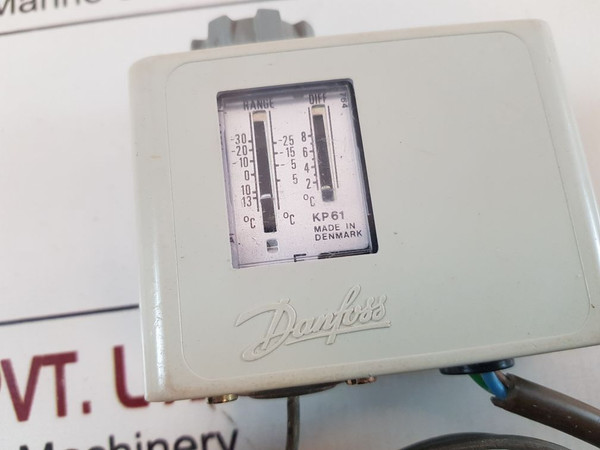 Marine
RANGE DIFF
784
-30 -25 8
-20 -15 6
-10 -5 4
0 5 2
10
13
°C °C °C
KP61
MADE IN
DENMARK
Danfoss
PVT.
Machinery